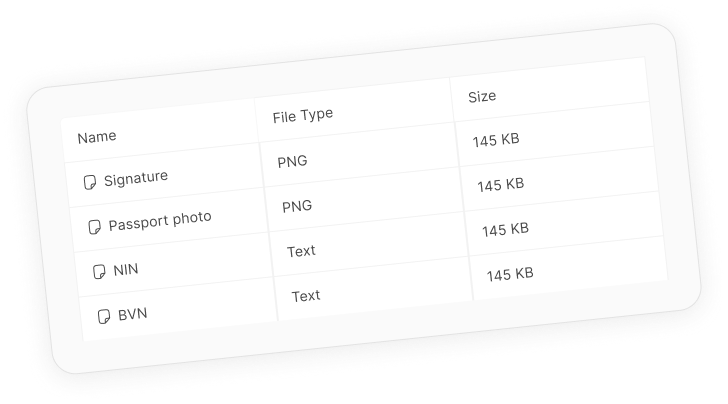 Name File Type Size
Signature PNG 145 KB
Passport photo PNG 145 KB
NIN Text 145 KB
BVN Text 145 KB